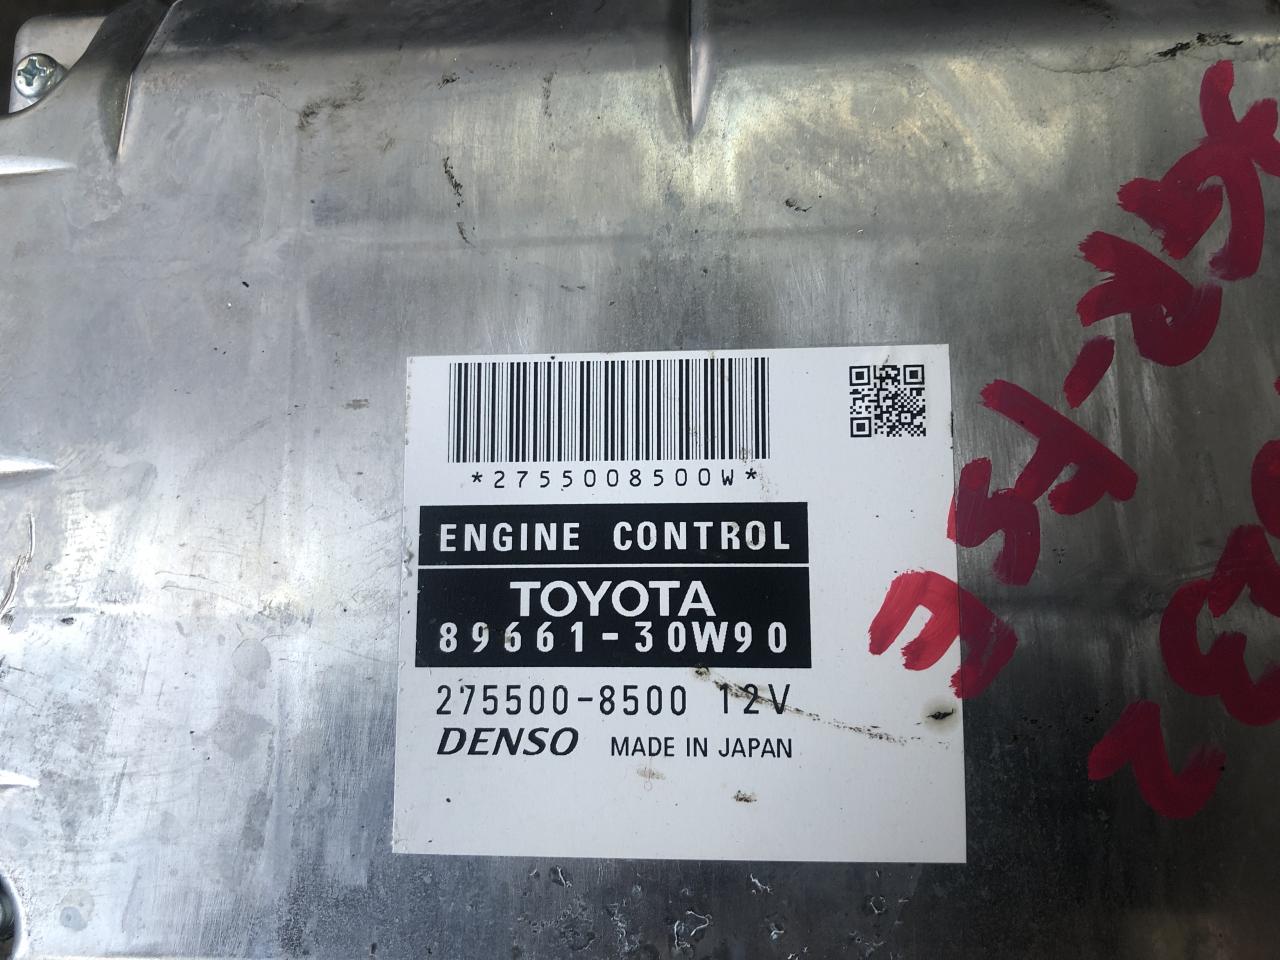 *2755008500W*
ENGINE CONTROL
TOYOTA
89661-30W90
275500-8500 12V
DENSO MADE IN JAPAN